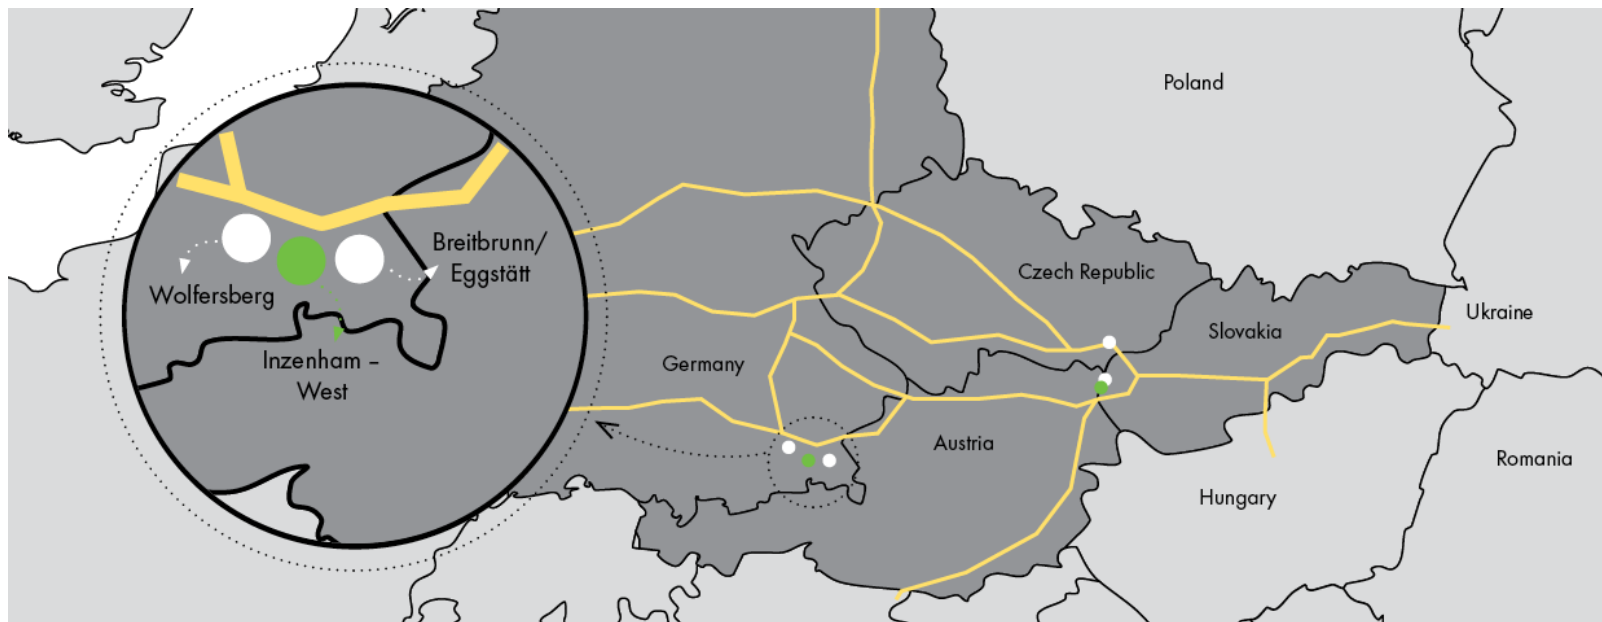 Poland
Breitbrunn/
Eggstätt
Wolfersberg
Inzenham –
West
Czech Republic
Ukraine
Slovakia
Germany
Austria
Romania
Hungary